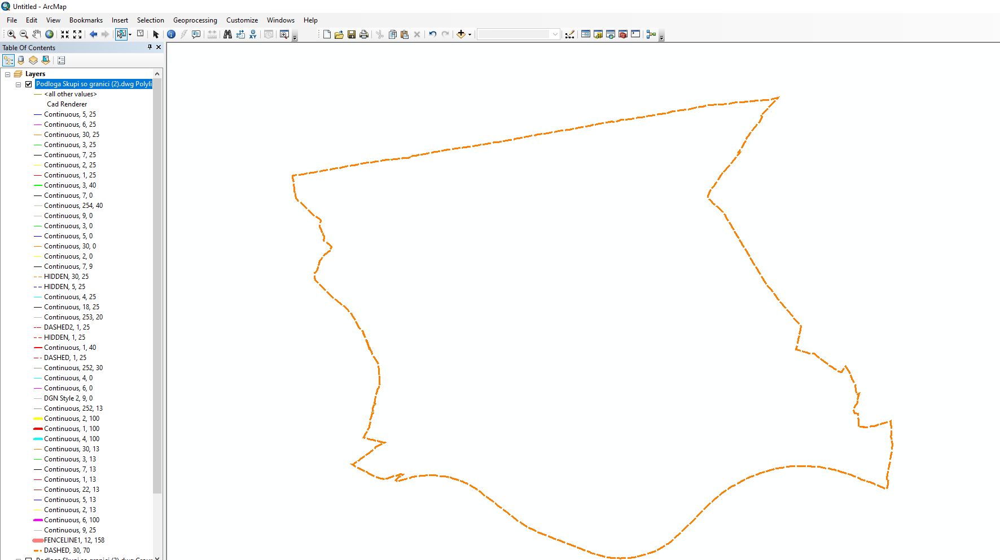 Untitled - ArcMap
File Edit View Bookmarks Insert Selection Geoprocessing Customize Windows Help
Table Of Contents
Layers
Podloga Skupi so granici (2).dwg Polyli
<all other values>
Cad Renderer
Continuous, 5, 25
Continuous, 6, 25
Continuous, 30, 25
Continuous, 3, 25
Continuous, 7, 25
Continuous, 2, 25
Continuous, 1, 25
Continuous, 3, 40
Continuous, 7, 0
Continuous, 254, 40
Continuous, 9, 0
Continuous, 3, 0
Continuous, 5, 0
Continuous, 30, 0
Continuous, 2, 0
Continuous, 7, 9
HIDDEN, 30, 25
HIDDEN, 5, 25
Continuous, 4, 25
Continuous, 18, 25
Continuous, 253, 20
DASHED2, 1, 25
HIDDEN, 1, 25
Continuous, 1, 40
DASHED, 1, 25
Continuous, 252, 30
Continuous, 4, 0
Continuous, 6, 0
DGN Style 2, 9, 0
Continuous, 252, 13
Continuous, 2, 100
Continuous, 1, 100
Continuous, 4, 100
Continuous, 30, 13
Continuous, 3, 13
Continuous, 7, 13
Continuous, 1, 13
Continuous, 22, 13
Continuous, 5, 13
Continuous, 2, 13
Continuous, 6, 100
Continuous, 9, 25
FENCELINE1, 12, 158
DASHED, 30, 70